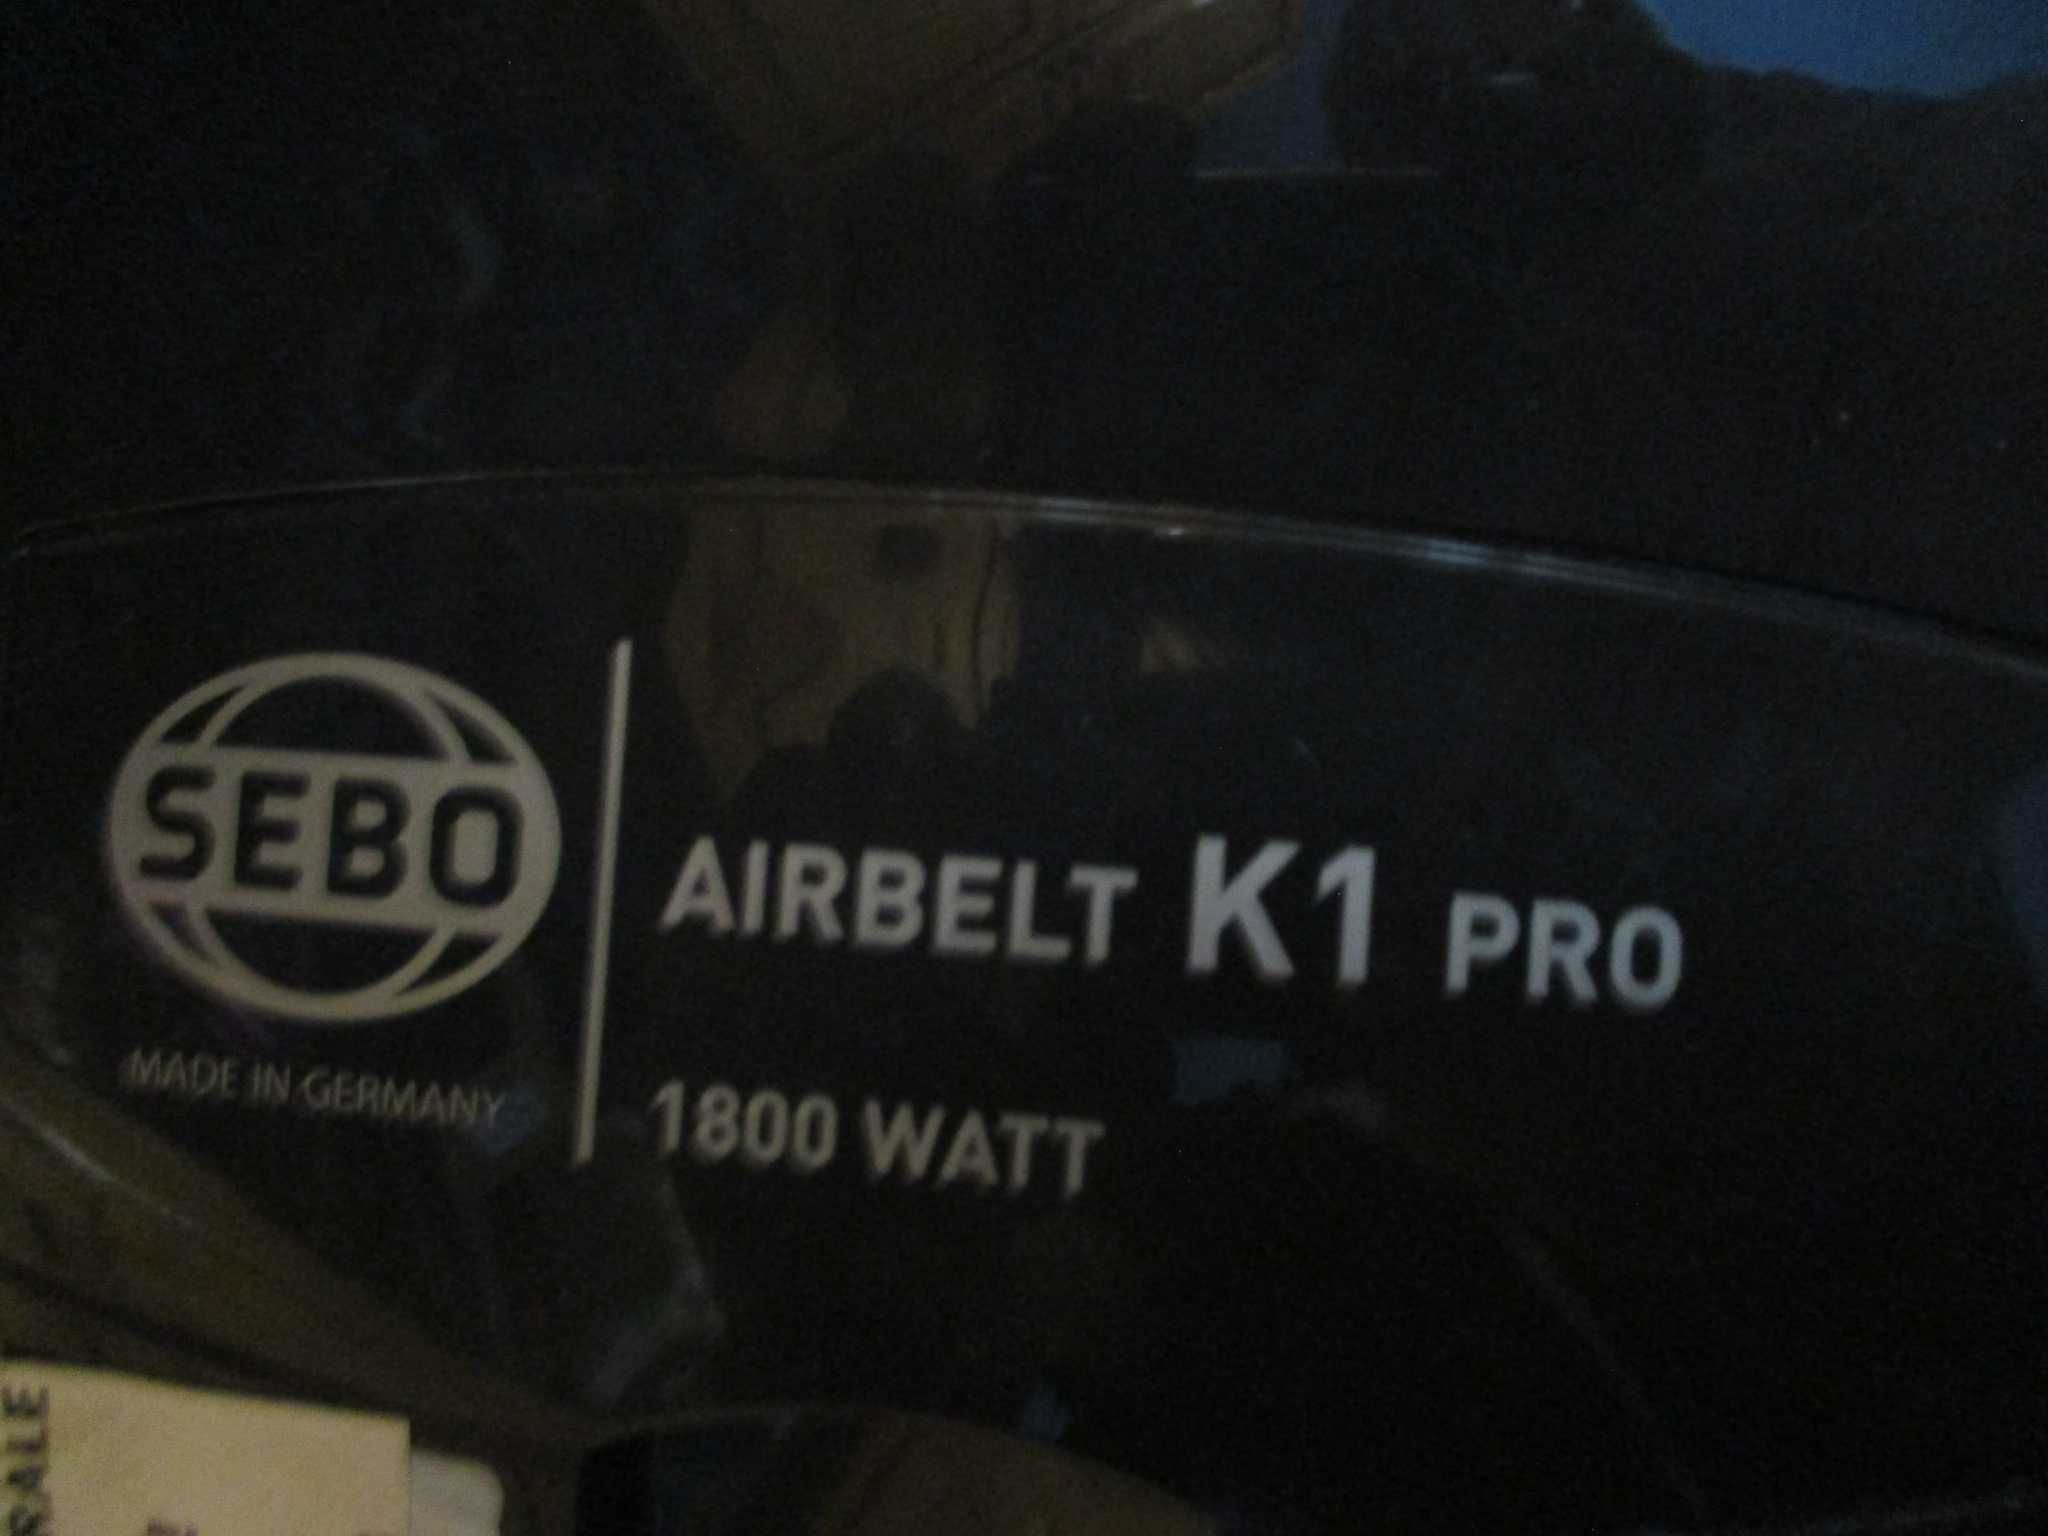 SEBO
MADE IN GERMANY
AIRBELT K1 PRO
1800 WATT